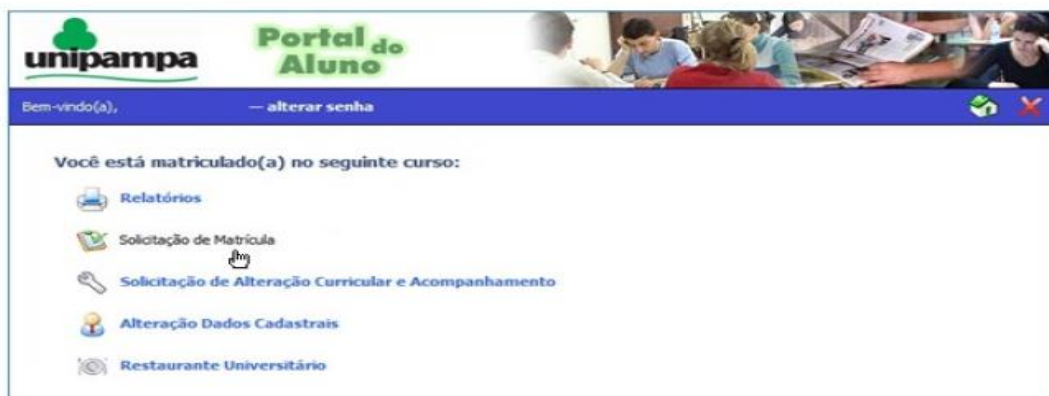 unipampa
Portal do
Aluno
Bem-vindo(a), — alterar senha
Você está matriculado(a) no seguinte curso:
Relatórios
Solicitação de Matrícula
Solicitação de Alteração Curricular e Acompanhamento
Alteração Dados Cadastrais
Restaurante Universitário